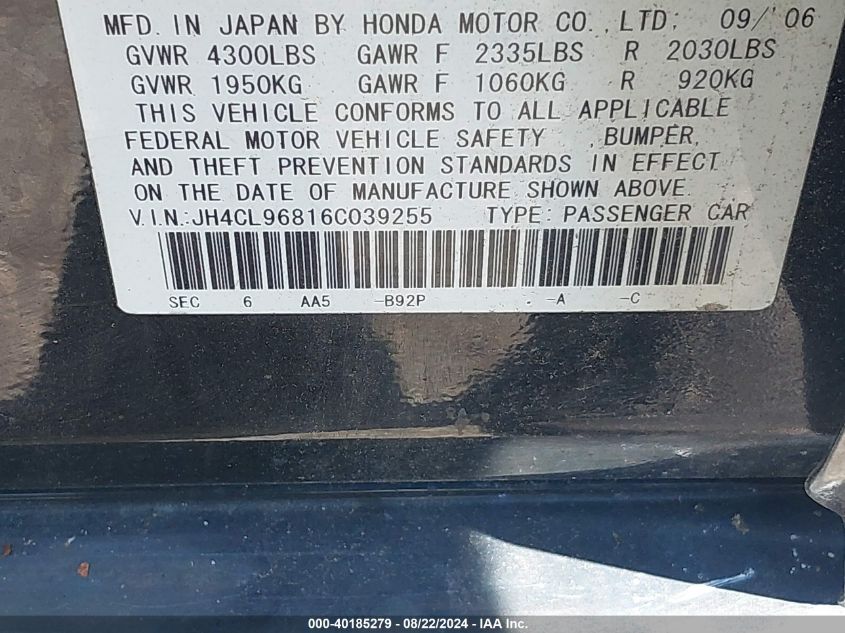 MFD. IN JAPAN BY HONDA MOTOR CO., LTD; 09/'06
GVWR 4300LBS GAWR F 2335LBS R 2030LBS
GVWR 1950KG GAWR F 1060KG R 920KG
THIS VEHICLE CONFORMS TO ALL APPLICABLE
FEDERAL MOTOR VEHICLE SAFETY , BUMPER,
AND THEFT PREVENTION STANDARDS IN EFFECT
ON THE DATE OF MANUFACTURE SHOWN ABOVE.
V.I.N.:JH4CL96816C039255 TYPE: PASSENGER CAR
SEC 6 AA5 -B92P . -A -C
000-40185279 - 08/22/2024 - IAA Inc.